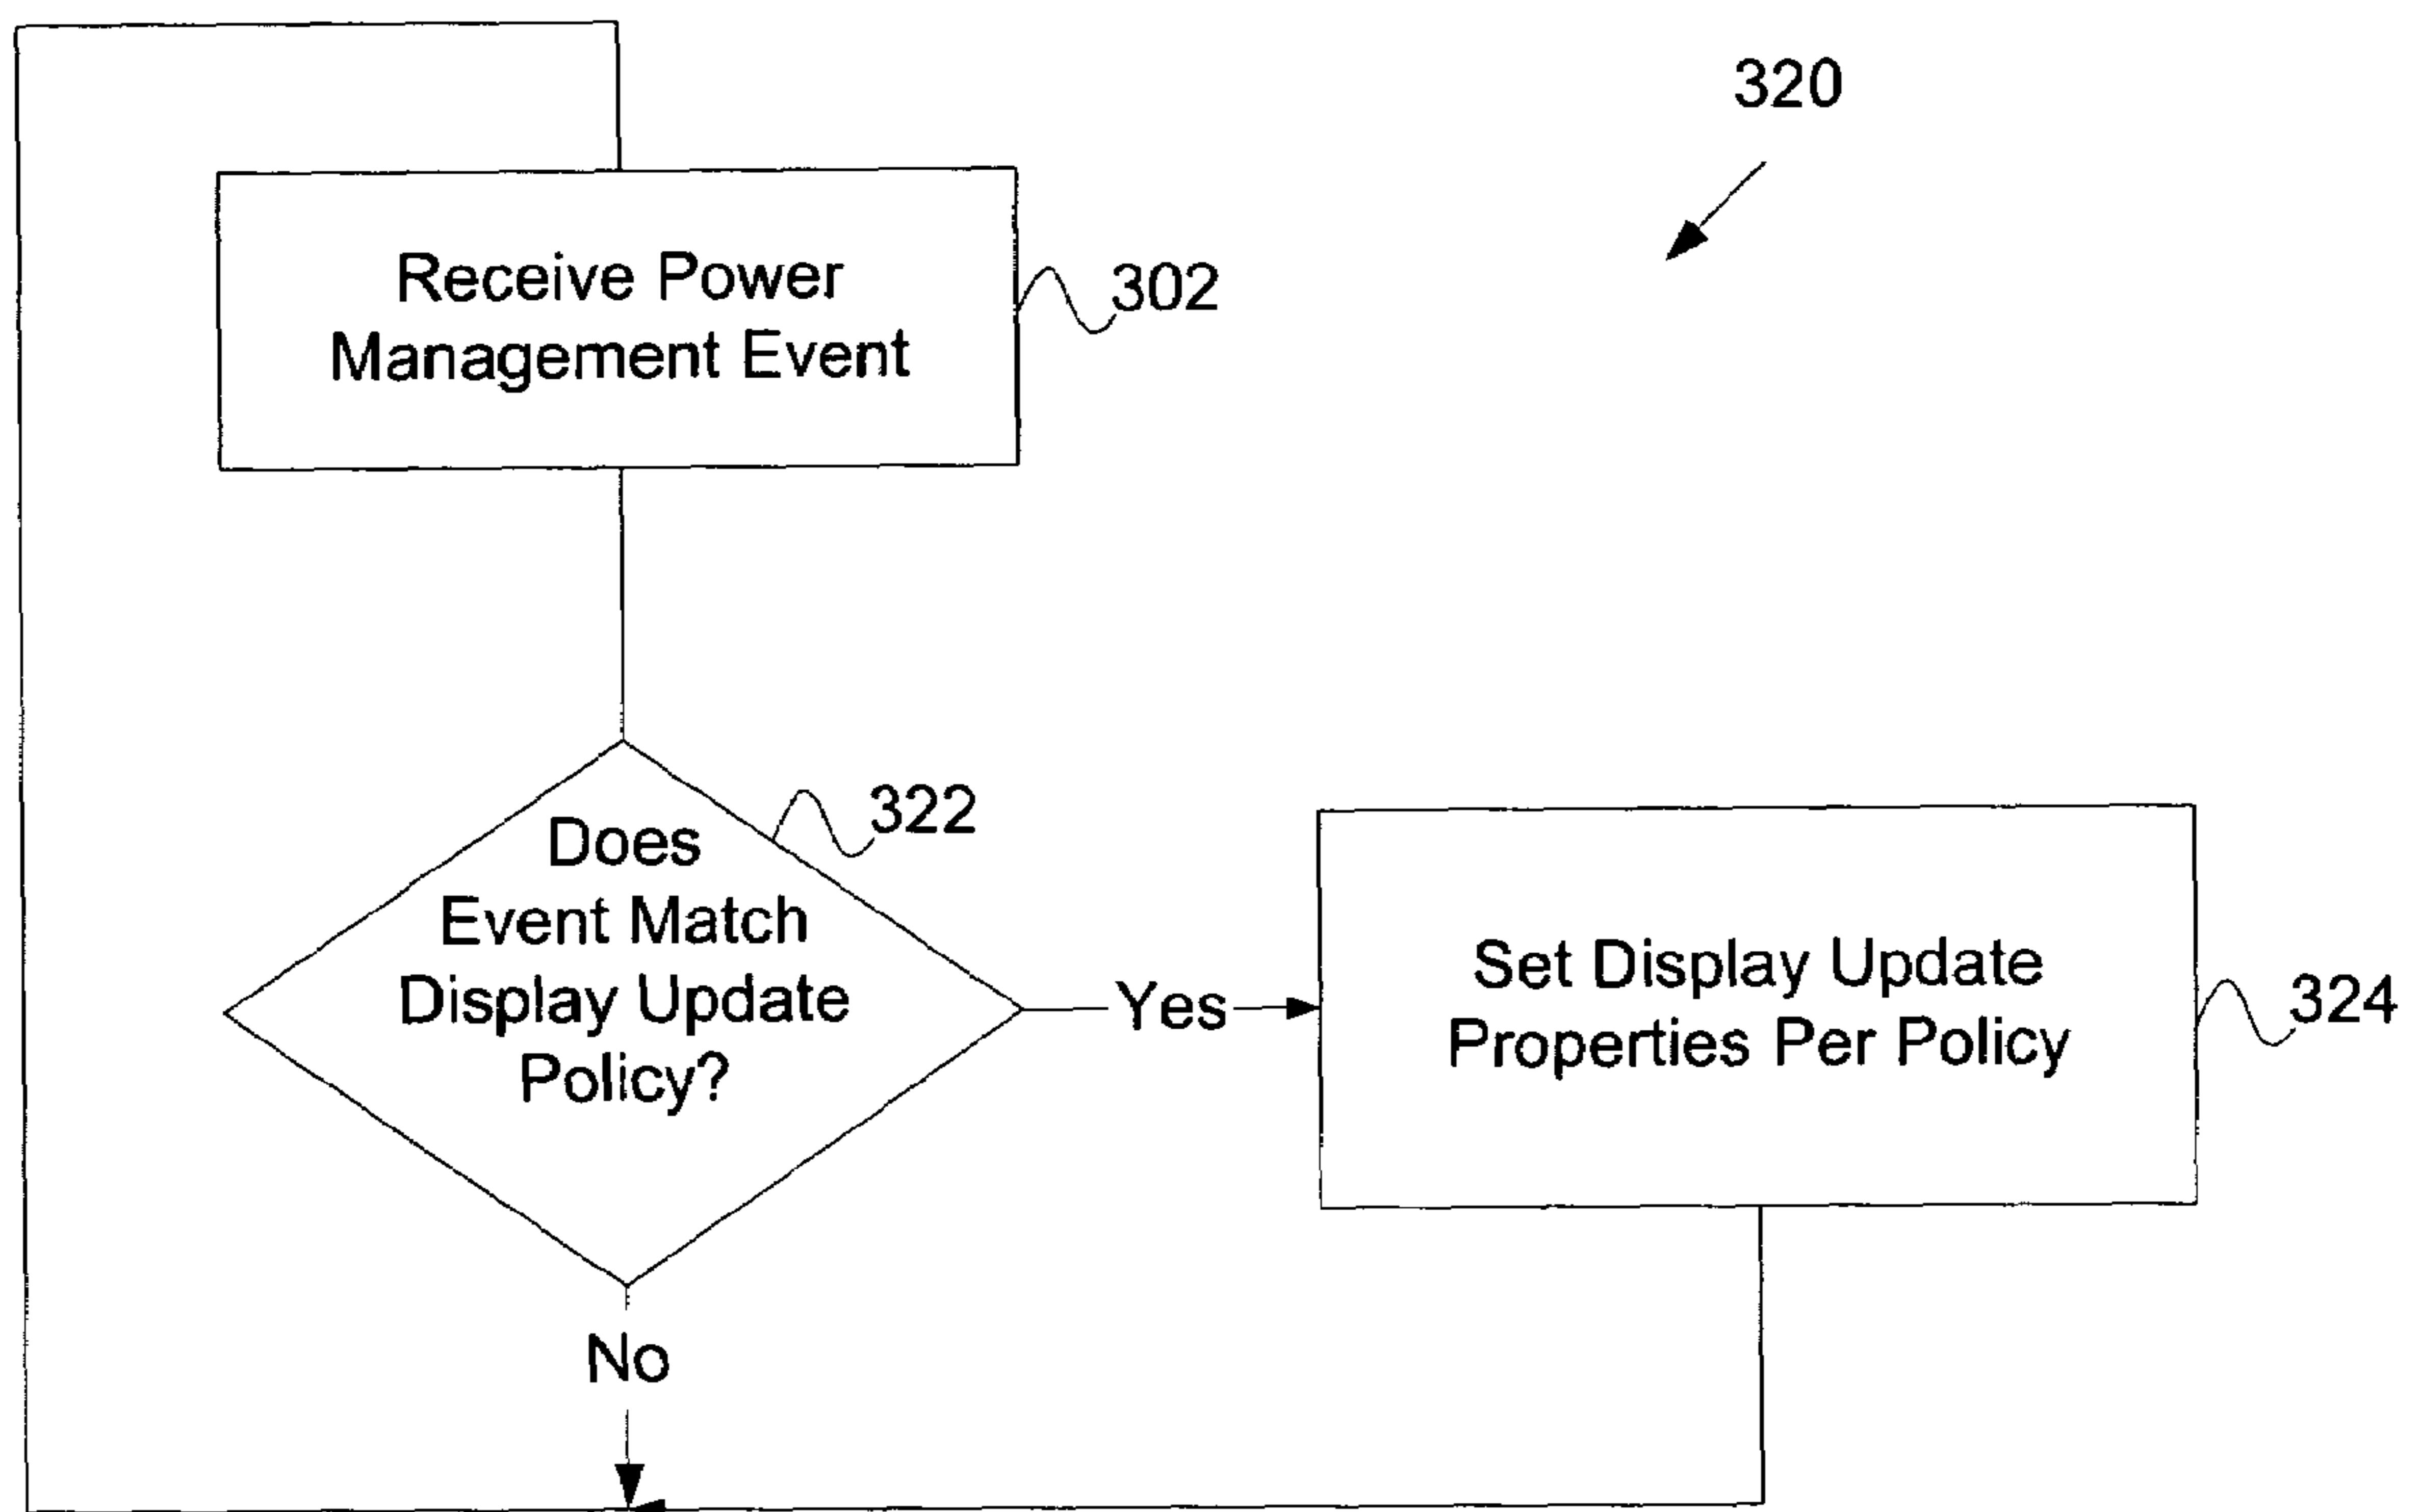 320
Receive Power
Management Event
302
322
Does
Event Match
Display Update
Policy?
Yes
Set Display Update
Properties Per Policy
324
No